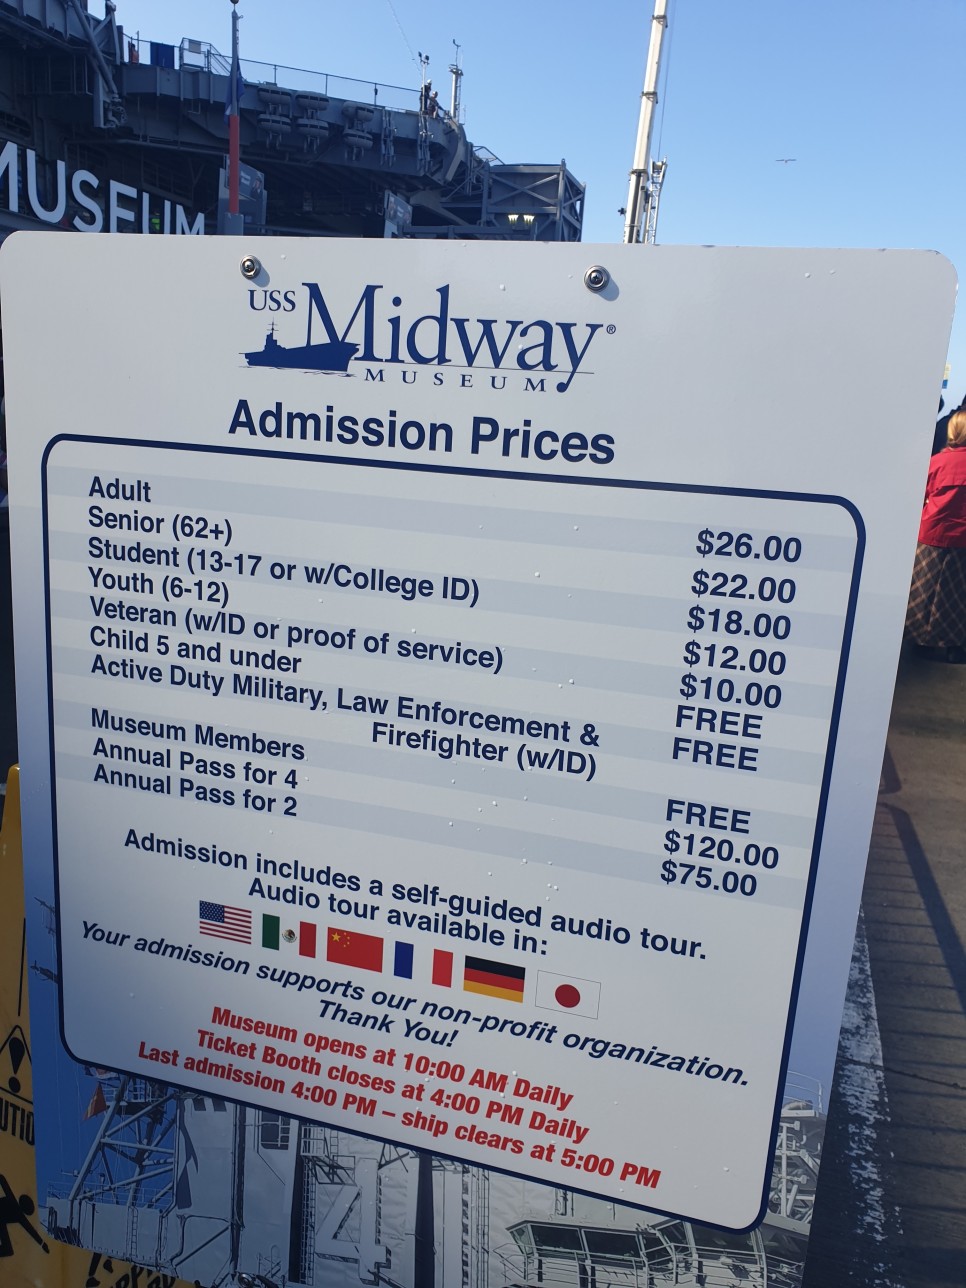 MUSEUM
USS Midway®
MUSEUM
Admission Prices
Adult $26.00
Senior (62+) $22.00
Student (13-17 or w/College ID) $18.00
Youth (6-12) $12.00
Veteran (w/ID or proof of service) $10.00
Child 5 and under FREE
Active Duty Military, Law Enforcement & FREE
Firefighter (w/ID)
Museum Members FREE
Annual Pass for 4 $120.00
Annual Pass for 2 $75.00
Admission includes a self-guided audio tour.
Audio tour available in:
Your admission supports our non-profit organization.
Thank You!
Museum opens at 10:00 AM Daily
Ticket Booth closes at 4:00 PM Daily
Last admission 4:00 PM – ship clears at 5:00 PM
4